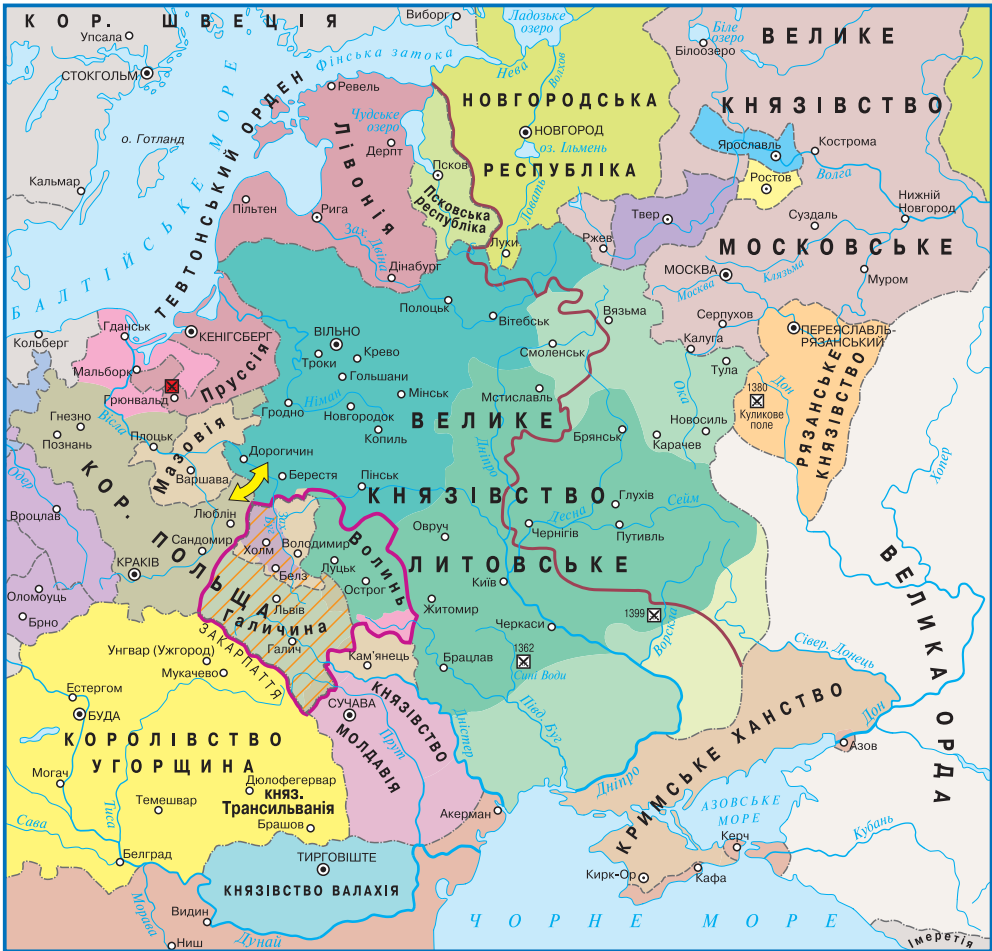 КОР. ШВЕЦІЯ
Упсала
СТОКГОЛЬМ
о. Готланд
Кальмар
БАЛТІЙСЬКЕ МОРЕ
Фінська затока
Виборг
Ладозьке
озеро
Нева
Волхов
Білоозеро
Біле
озеро
ВЕЛИКЕ
КНЯЗІВСТВО
МОСКОВСЬКЕ
НОВГОРОДСЬКА
НОВГОРОД
оз. Ільмень
РЕСПУБЛІКА
Ловать
Луки
Ревель
Чудське
озеро
Дерпт
Псков
Псковська
республіка
ЛІВОНІЯ
ТЕВТОНСЬКИЙ ОРДЕН
Пільтен
Рига
Зах. Двіна
Дінабург
Ярославль
Кострома
Волга
Ростов
Нижній
Новгород
Суздаль
Твер
Ржев
МОСКВА
Москва
Клязьма
Муром
Серпухов
Калуга
Тула
ПЕРЕЯСЛАВЛЬ-
РЯЗАНСЬКИЙ
РЯЗАНСЬКЕ
КНЯЗІВСТВО
Дон
1380
Куликове
поле
Ока
Новосиль
Карачев
Хопер
Полоцьк
Вітебськ
Вязьма
Смоленськ
Мстиславль
Брянськ
Кольберг
Гданськ
КЕНІГСБЕРГ
Мальборк
Грюнвальд
Пруссія
ВІЛЬНО
Троки
Крево
Гольшани
Мінськ
Німан
Гродно
Новгородок
Копиль
ВЕЛИКЕ
КНЯЗІВСТВО
ЛИТОВСЬКЕ
Дніпро
Гнезно
Познань
Вісла
Плоцьк
Мазовія
Варшава
Дорогичин
Берестя
Пінськ
Одер
Вроцлав
КОР. ПОЛЬЩА
Люблін
Сандомир
КРАКІВ
Оломоуць
Брно
Зах.
Буг
Холм
Володимир
Белз
Луцьк
Острог
ВОЛИНЬ
Львів
Галичина
Галич
Овруч
Житомир
Київ
Чернігів
Десна
Глухів
Сейм
Путивль
Черкаси
1399
Ворскла
1362
Сині Води
Брацлав
Кам'янець
Півд. Буг
Дністер
Сівер. Донець
ВЕЛИКА ОРДА
ЗАКАРПАТТЯ
Унгвар (Ужгород)
Мукачево
Естергом
БУДА
КОРОЛІВСТВО
УГОРЩИНА
Могач
Темешвар
Дюлофегервар
княз.
Трансильванія
Брашов
Тиса
Сава
Белград
СУЧАВА
КНЯЗІВСТВО
МОЛДАВІЯ
Прут
Акерман
Дніпро
КРИМСЬКЕ ХАНСТВО
Дон
Азов
АЗОВСЬКЕ
МОРЕ
Керч
Кирк-Ор
Кафа
Кубань
ТИРГОВІШТЕ
КНЯЗІВСТВО ВАЛАХІЯ
Морава
Видин
Ниш
Дунай
ЧОРНЕ МОРЕ
Імеретія